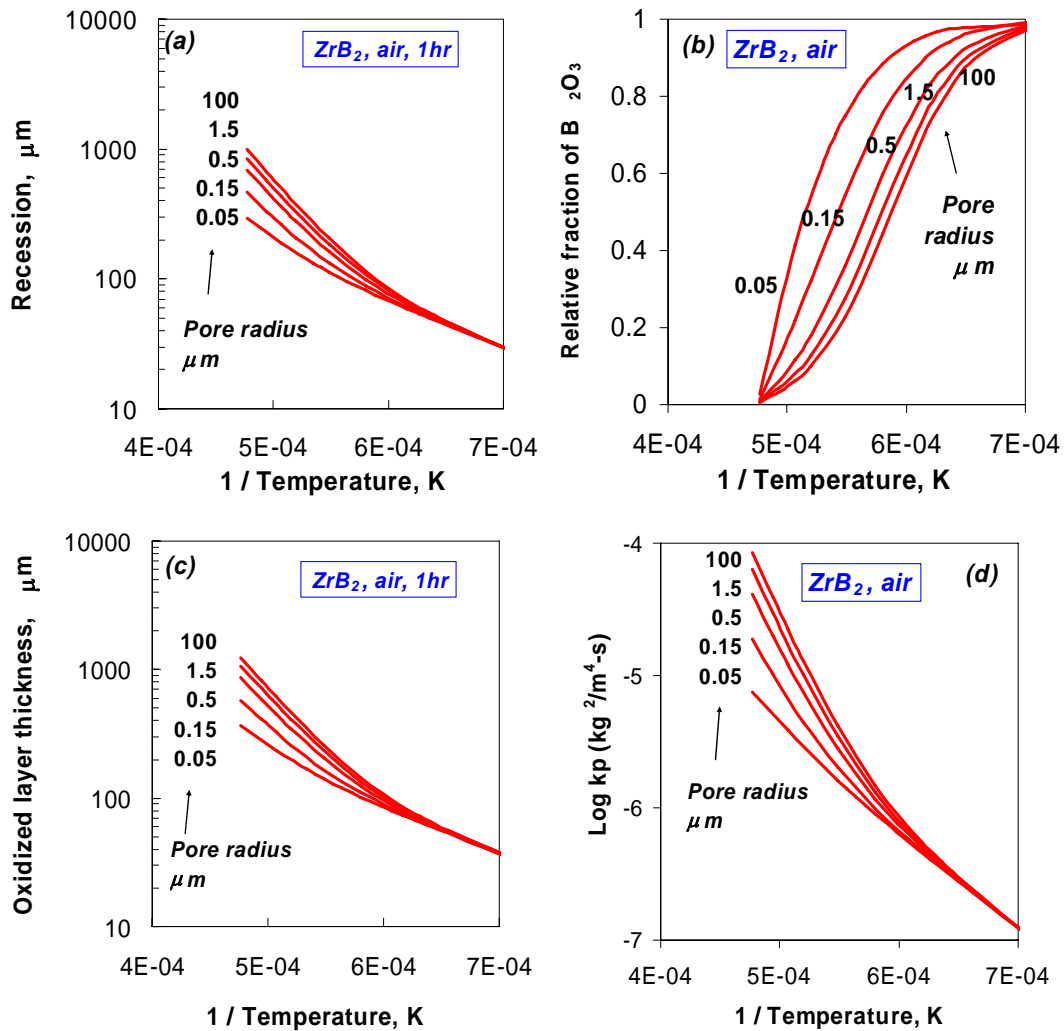 (a)
ZrB2, air, 1hr
10000
1000
100
10
100
1.5
0.5
0.15
0.05
Pore radius
μm
Recession, μm
4E-04 5E-04 6E-04 7E-04
1 / Temperature, K
(b)
ZrB2, air
1
0.8
0.6
0.4
0.2
0
100
1.5
0.5
0.15
0.05
Pore
radius
μm
Relative fraction of B 2O3
4E-04 5E-04 6E-04 7E-04
1 / Temperature, K
(c)
ZrB2, air, 1hr
10000
1000
100
10
100
1.5
0.5
0.15
0.05
Pore radius
μm
Oxidized layer thickness, μm
4E-04 5E-04 6E-04 7E-04
1 / Temperature, K
(d)
ZrB2, air
-4
-5
-6
-7
100
1.5
0.5
0.15
0.05
Pore radius
μm
Log kp (kg 2/m4-s)
4E-04 5E-04 6E-04 7E-04
1 / Temperature, K